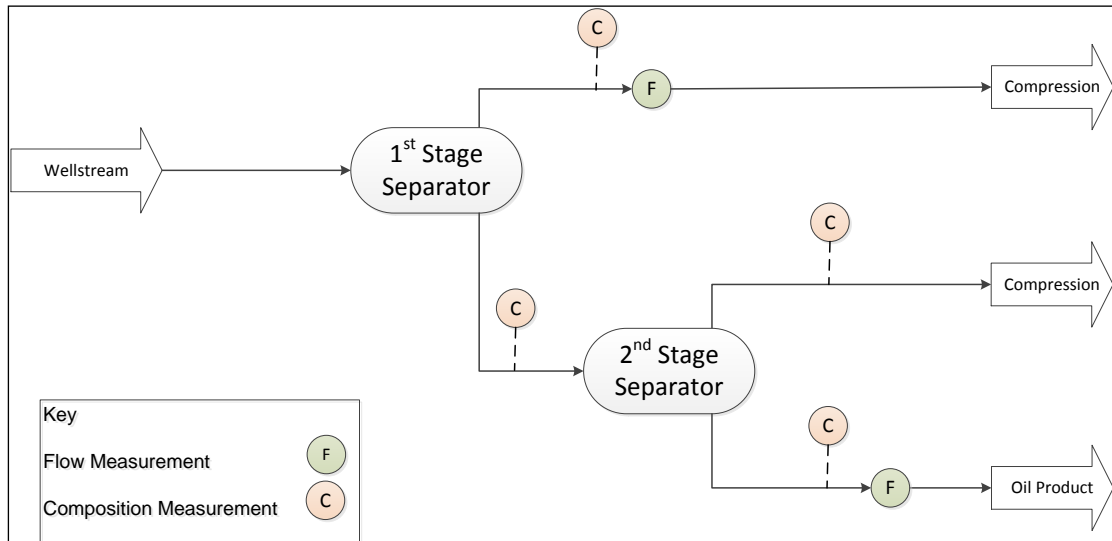 C
F
Compression
Wellstream
1st Stage
Separator
C
Compression
C
2nd Stage
Separator
C
F
Oil Product
Key
Flow Measurement
F
Composition Measurement
C